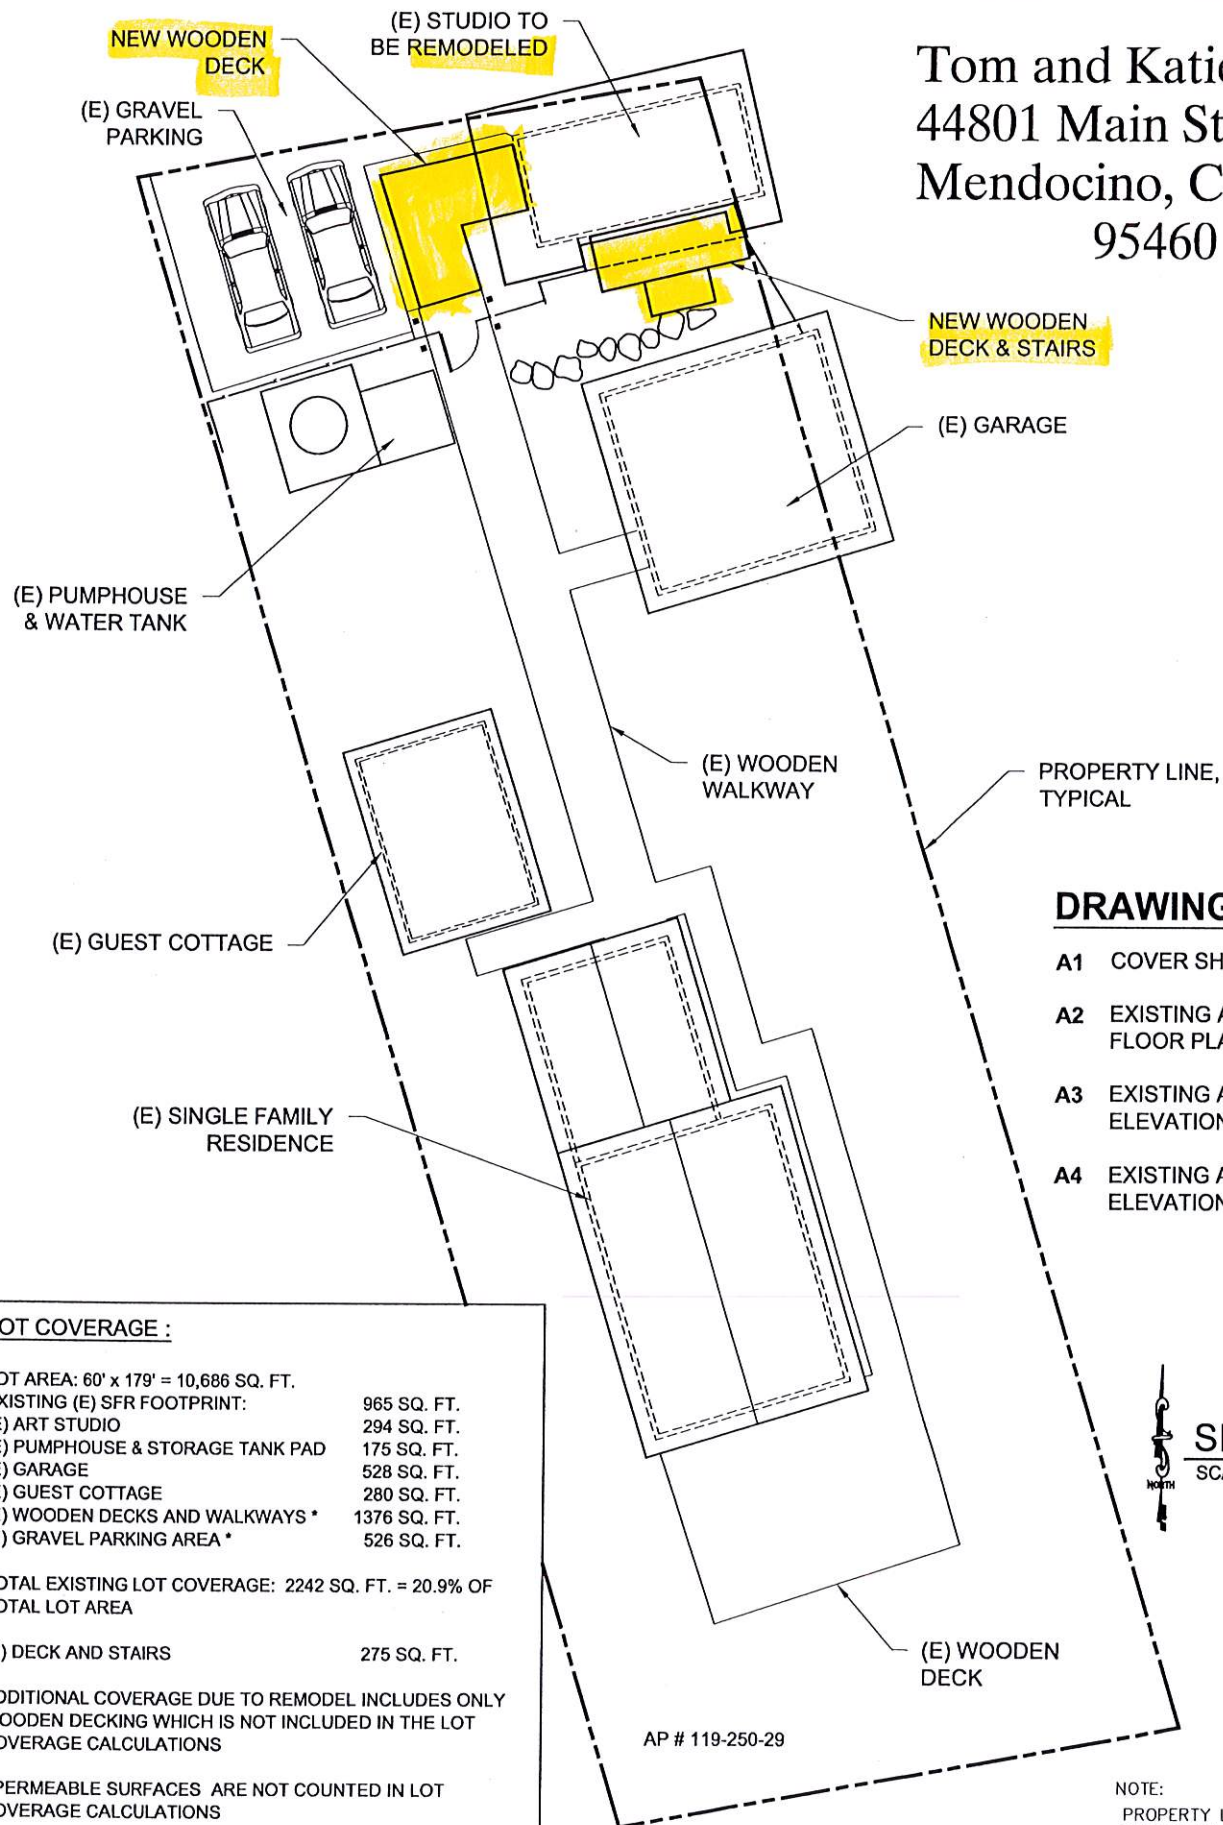 NEW WOODEN
DECK
(E) STUDIO TO
BE REMODELED
(E) GRAVEL
PARKING
Tom and Katie
44801 Main St
Mendocino, C
95460
NEW WOODEN
DECK & STAIRS
(E) GARAGE
(E) PUMPHOUSE
& WATER TANK
(E) WOODEN
WALKWAY
PROPERTY LINE,
TYPICAL
(E) GUEST COTTAGE
DRAWING
A1 COVER SH
A2 EXISTING A
FLOOR PLA
A3 EXISTING A
ELEVATION
A4 EXISTING A
ELEVATION
(E) SINGLE FAMILY
RESIDENCE
OT COVERAGE :
OT AREA: 60' x 179' = 10,686 SQ. FT.
XISTING (E) SFR FOOTPRINT: 965 SQ. FT.
E) ART STUDIO 294 SQ. FT.
E) PUMPHOUSE & STORAGE TANK PAD 175 SQ. FT.
E) GARAGE 528 SQ. FT.
E) GUEST COTTAGE 280 SQ. FT.
E) WOODEN DECKS AND WALKWAYS * 1376 SQ. FT.
) GRAVEL PARKING AREA * 526 SQ. FT.
OTAL EXISTING LOT COVERAGE: 2242 SQ. FT. = 20.9% OF
OTAL LOT AREA
) DECK AND STAIRS 275 SQ. FT.
DDITIONAL COVERAGE DUE TO REMODEL INCLUDES ONLY
OODEN DECKING WHICH IS NOT INCLUDED IN THE LOT
OVERAGE CALCULATIONS
PERMEABLE SURFACES ARE NOT COUNTED IN LOT
OVERAGE CALCULATIONS
NORTH
SCA
(E) WOODEN
DECK
AP # 119-250-29
NOTE:
PROPERTY L